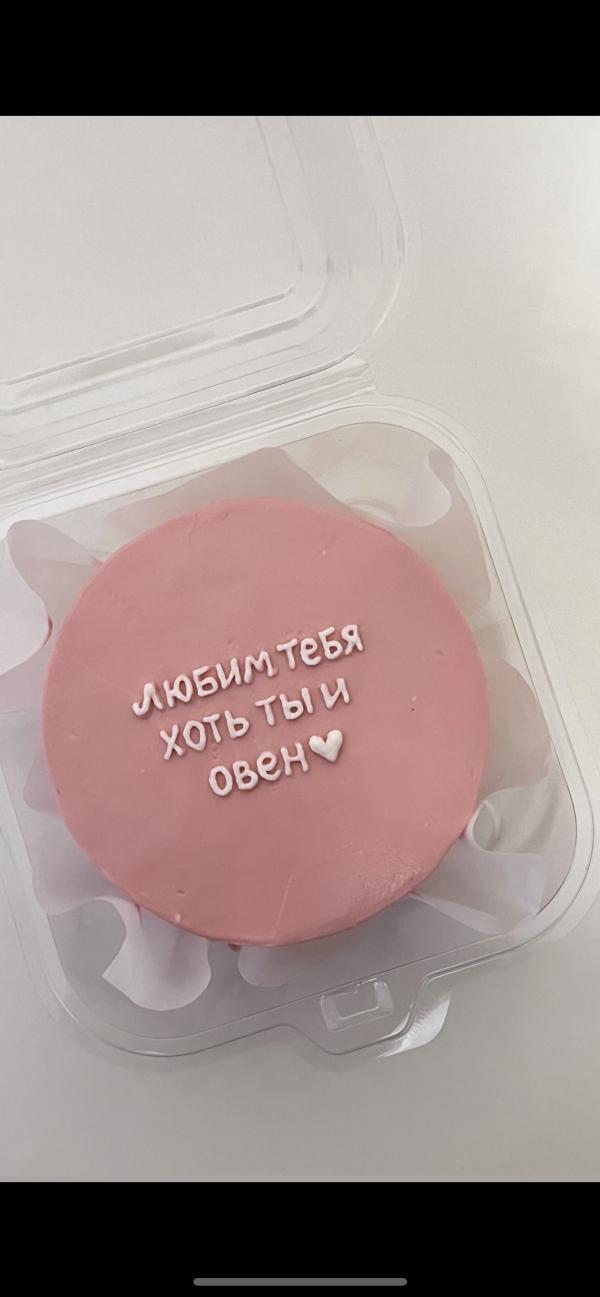 любим тебя
хоть ты и
овен♥